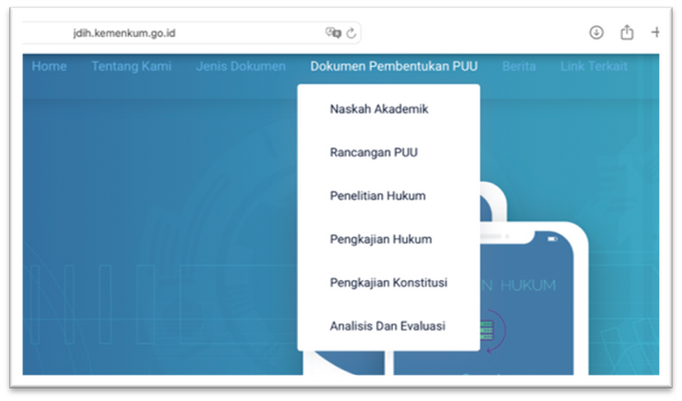 jdih.kemenkum.go.id
Home Tentang Kami Jenis Dokumen Dokumen Pembentukan PUU Berita Link Terkait
Naskah Akademik
Rancangan PUU
Penelitian Hukum
Pengkajian Hukum
Pengkajian Konstitusi
Analisis Dan Evaluasi
HUKUM